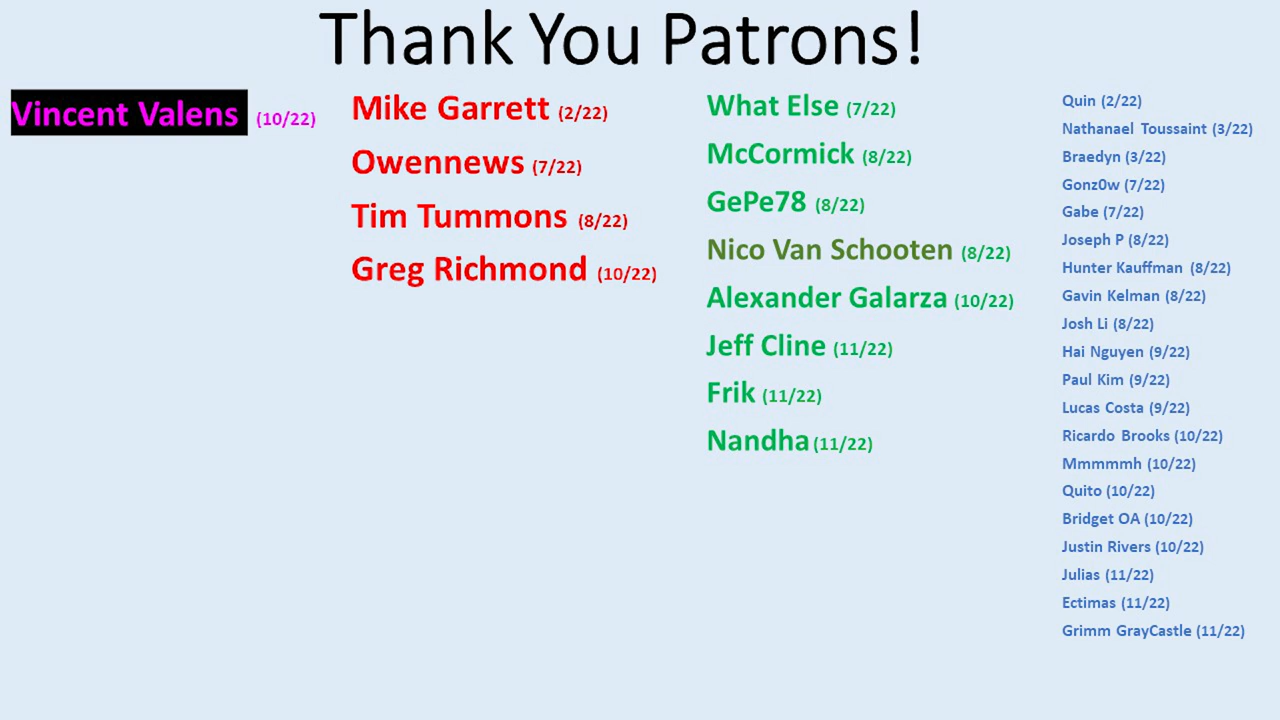 Thank You Patrons!
Vincent Valens (10/22)
Mike Garrett (2/22)
Owennews (7/22)
Tim Tummons (8/22)
Greg Richmond (10/22)
What Else (7/22)
McCormick (8/22)
GePe78 (8/22)
Nico Van Schooten (8/22)
Alexander Galarza (10/22)
Jeff Cline (11/22)
Frik (11/22)
Nandha (11/22)
Quin (2/22)
Nathanael Toussaint (3/22)
Braedyn (3/22)
Gonz0w (7/22)
Gabe (7/22)
Joseph P (8/22)
Hunter Kauffman (8/22)
Gavin Kelman (8/22)
Josh Li (8/22)
Hai Nguyen (9/22)
Paul Kim (9/22)
Lucas Costa (9/22)
Ricardo Brooks (10/22)
Mmmmmh (10/22)
Quito (10/22)
Bridget OA (10/22)
Justin Rivers (10/22)
Julias (11/22)
Ectimas (11/22)
Grimm GrayCastle (11/22)